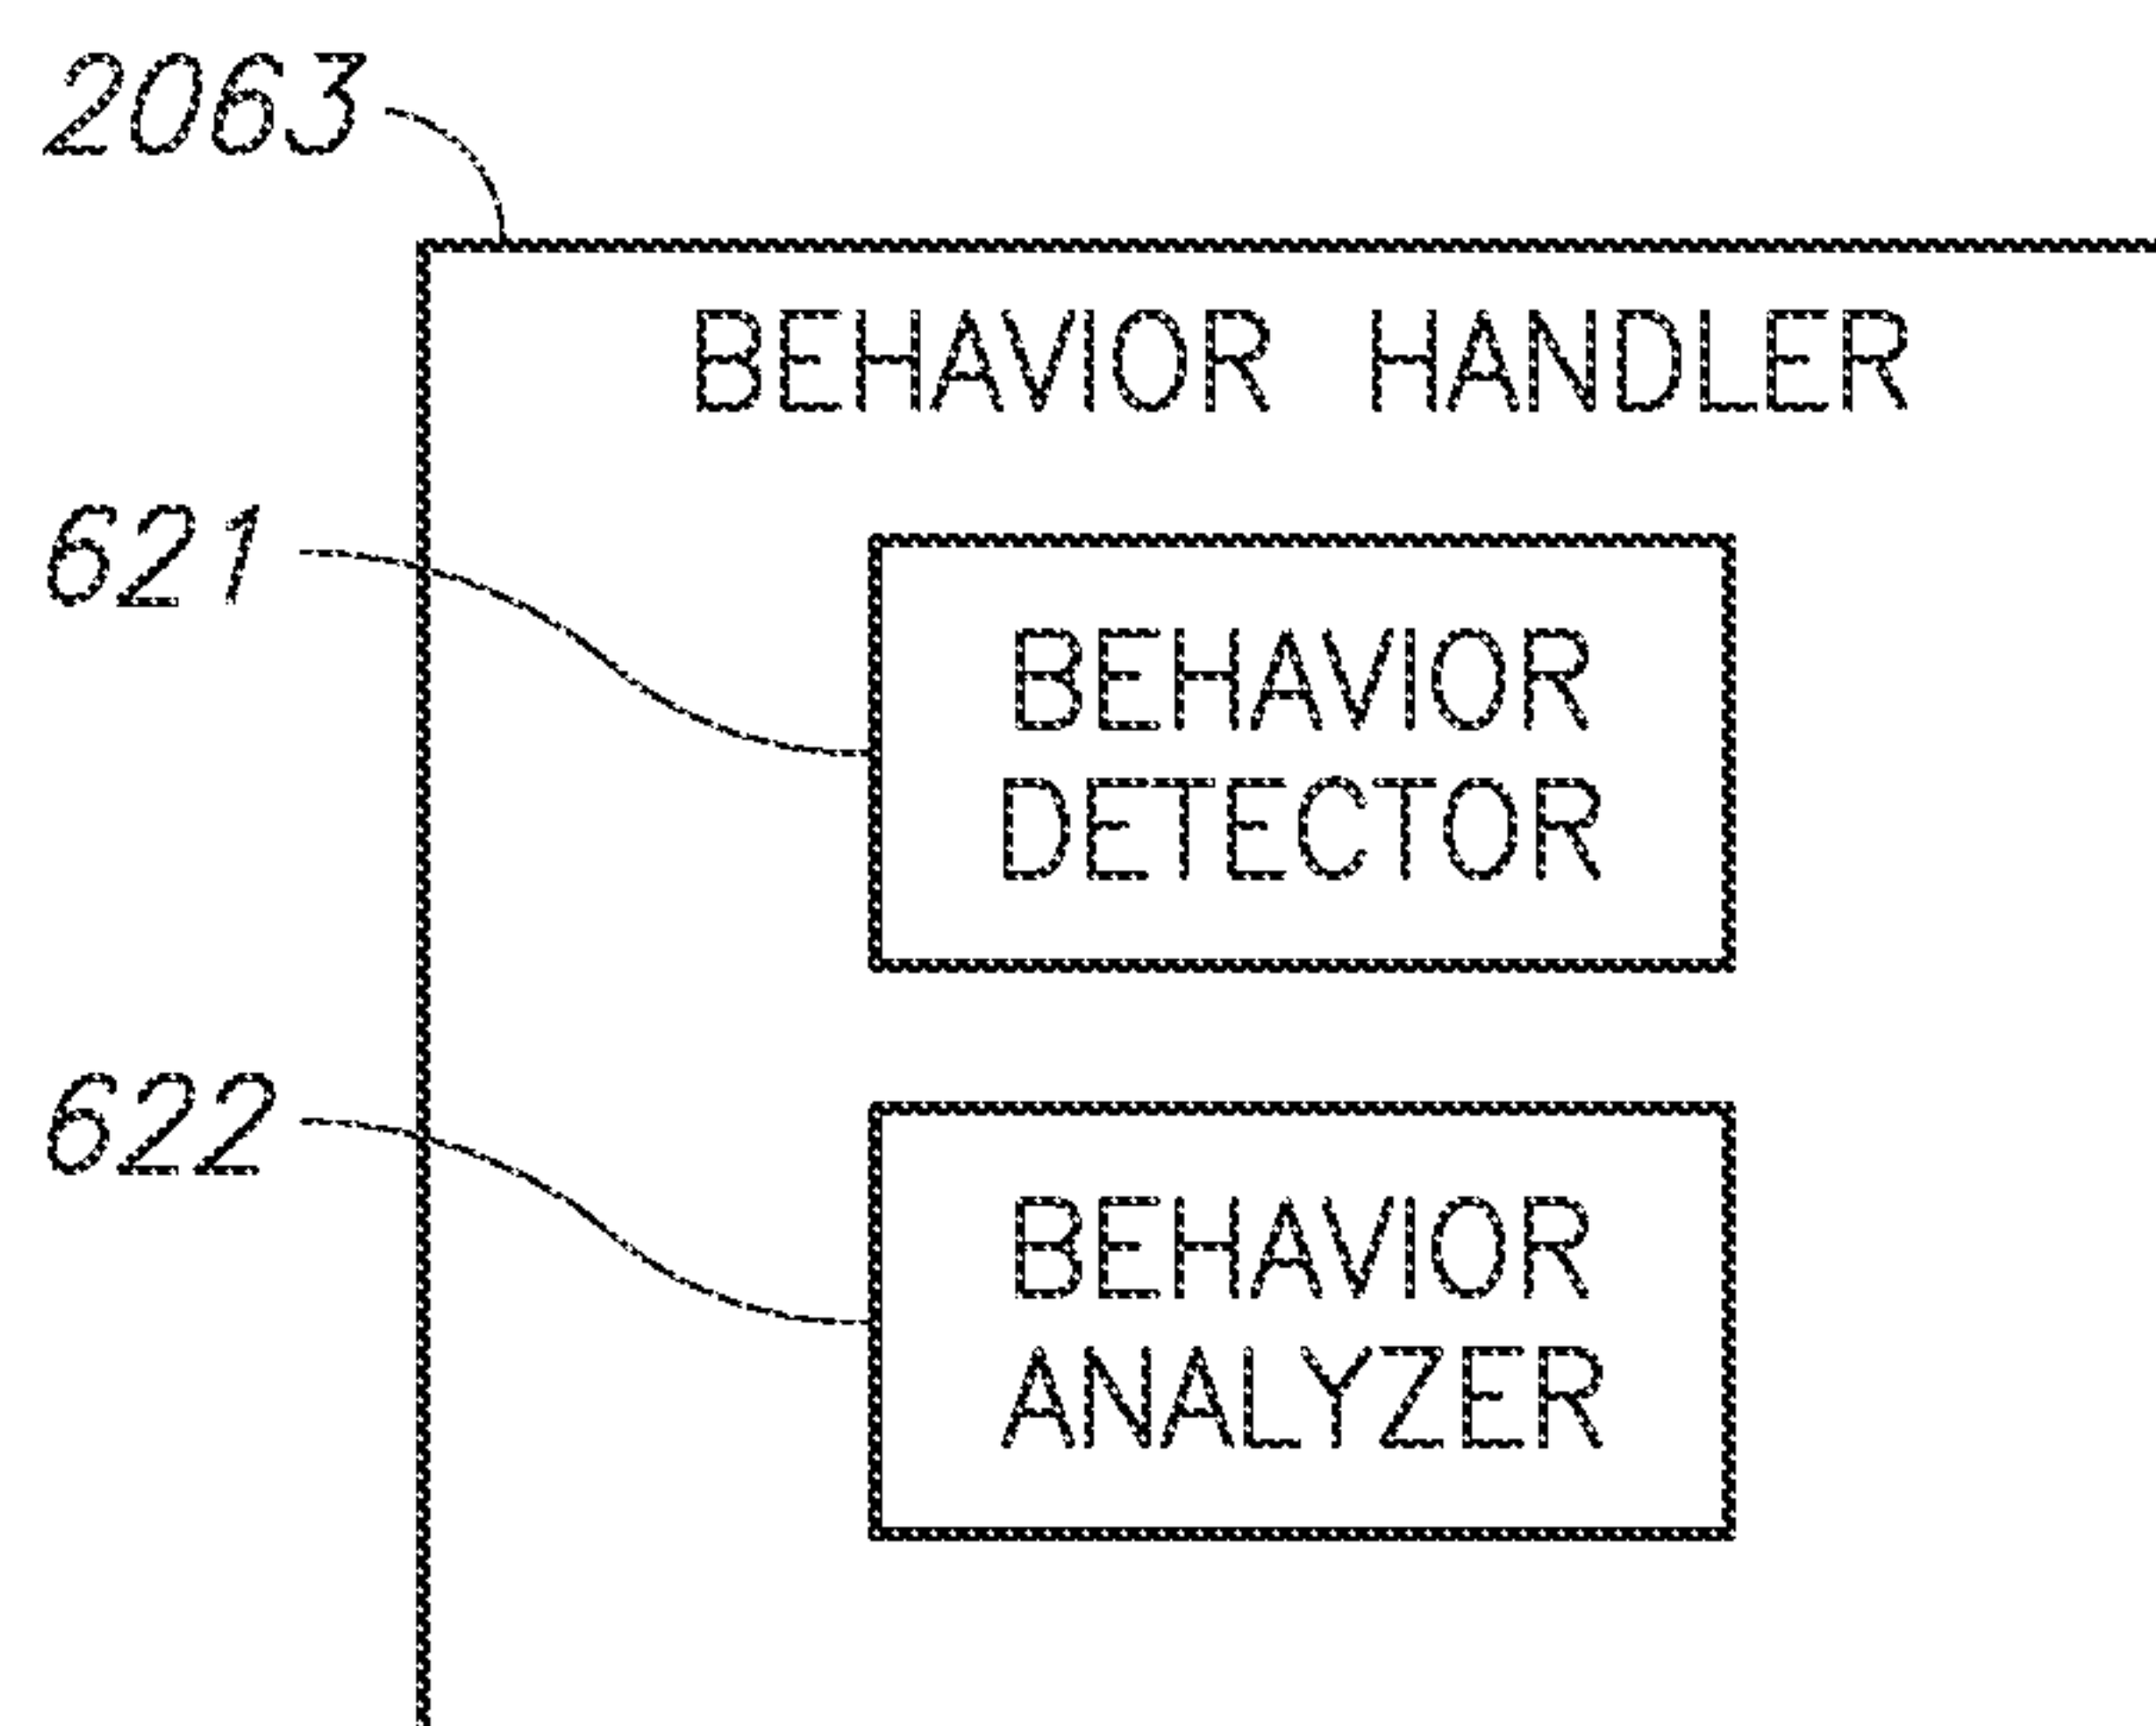 2063
BEHAVIOR HANDLER
621
BEHAVIOR
DETECTOR
622
BEHAVIOR
ANALYZER